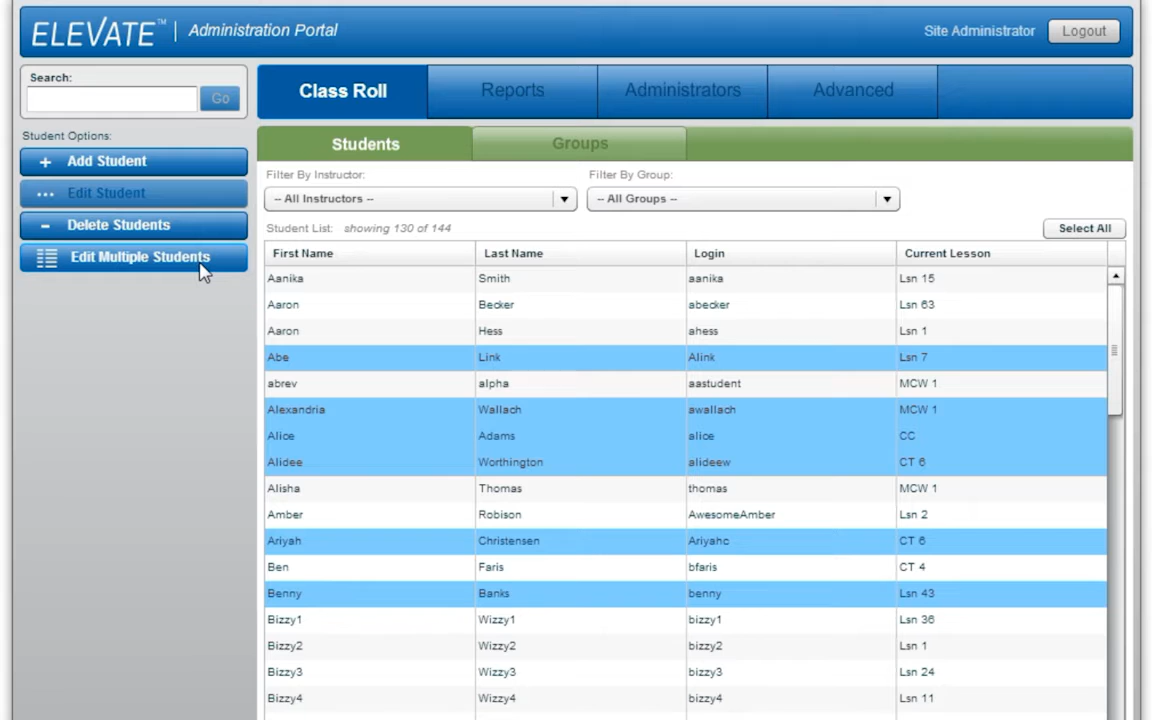 ELEVATE™ | Administration Portal
Site Administrator
Logout
Search:
Go
Class Roll
Reports
Administrators
Advanced
Student Options:
+ Add Student
... Edit Student
- Delete Students
Edit Multiple Students
Students
Groups
Filter By Instructor:
Filter By Group:
-- All Instructors --
-- All Groups --
Student List: showing 130 of 144
Select All
First Name Last Name Login Current Lesson
Aanika Smith aanika Lsn 15
Aaron Becker abecker Lsn 63
Aaron Hess ahess Lsn 1
Abe Link Alink Lsn 7
abrev alpha aastudent MCW 1
Alexandria Wallach awallach MCW 1
Alice Adams alice CC
Alidee Worthington alideew CT 6
Alisha Thomas thomas MCW 1
Amber Robison AwesomeAmber Lsn 2
Ariyah Christensen Ariyahc CT 6
Ben Faris bfaris CT 4
Benny Banks benny Lsn 43
Bizzy1 Wizzy1 bizzy1 Lsn 36
Bizzy2 Wizzy2 bizzy2 Lsn 1
Bizzy3 Wizzy3 bizzy3 Lsn 24
Bizzy4 Wizzy4 bizzy4 Lsn 11